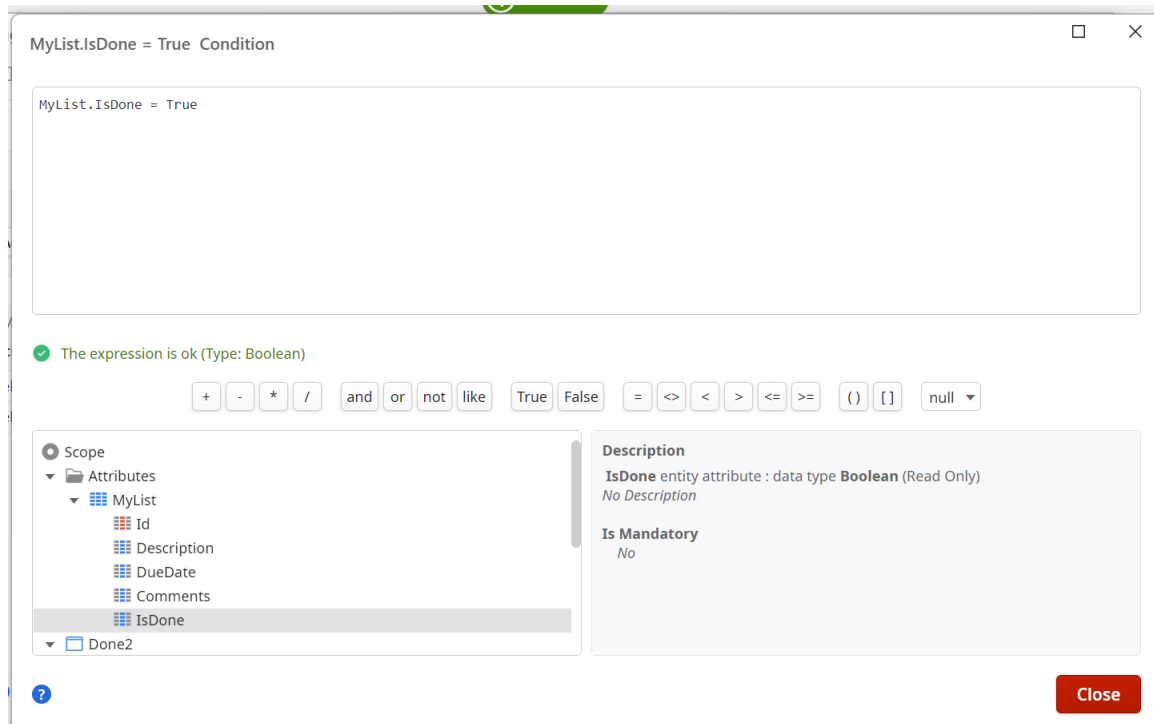 MyList.IsDone = True Condition
MyList.IsDone = True
The expression is ok (Type: Boolean)
+ - * / and or not like True False = <> < > <= >= ( ) [ ] null
Scope
Attributes
MyList
Id
Description
DueDate
Comments
IsDone
Done2
Description
IsDone entity attribute : data type Boolean (Read Only)
No Description
Is Mandatory
No
?
Close